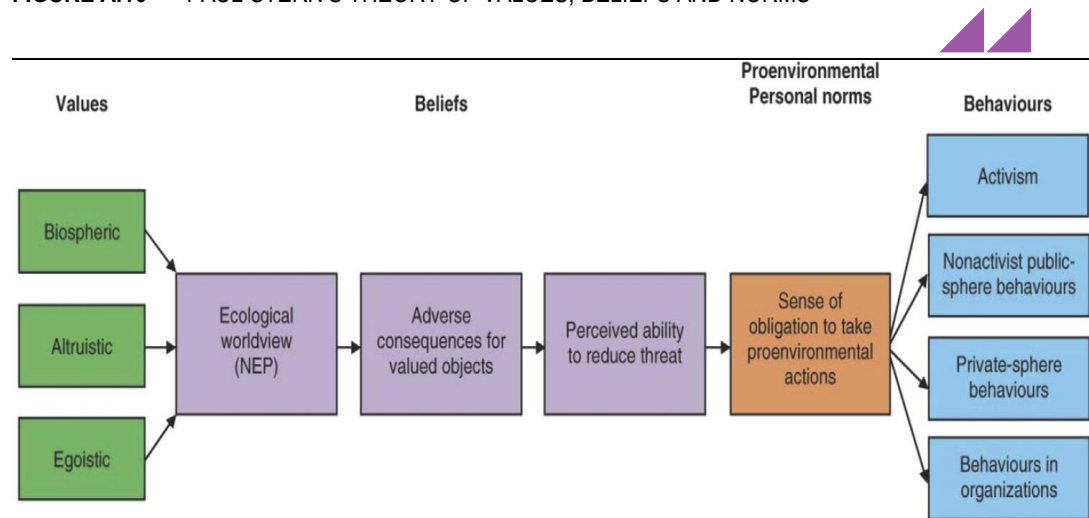 Values
Beliefs
Proenvironmental
Personal norms
Behaviours
Biospheric
Altruistic
Egoistic
Ecological
worldview
(NEP)
Adverse
consequences for
valued objects
Perceived ability
to reduce threat
Sense of
obligation to take
proenvironmental
actions
Activism
Nonactivist public-
sphere behaviours
Private-sphere
behaviours
Behaviours in
organizations